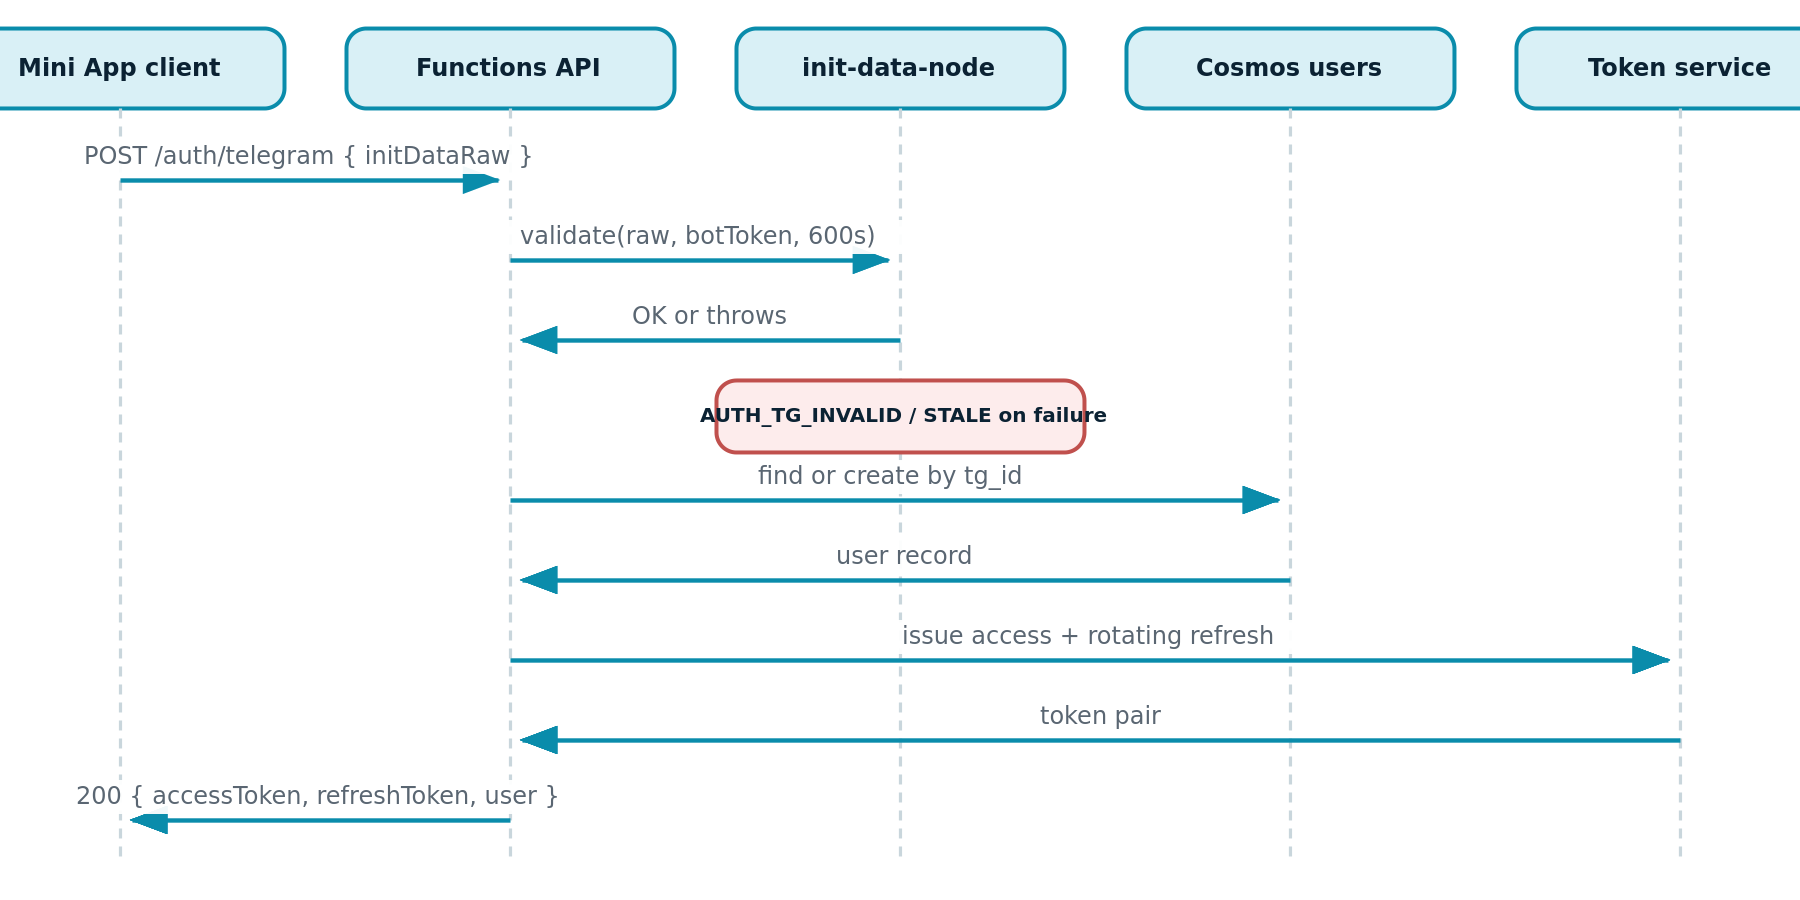 Mini App client
Functions API
init-data-node
Cosmos users
Token service
POST /auth/telegram { initDataRaw }
validate(raw, botToken, 600s)
OK or throws
AUTH_TG_INVALID / STALE on failure
find or create by tg_id
user record
issue access + rotating refresh
token pair
200 { accessToken, refreshToken, user }